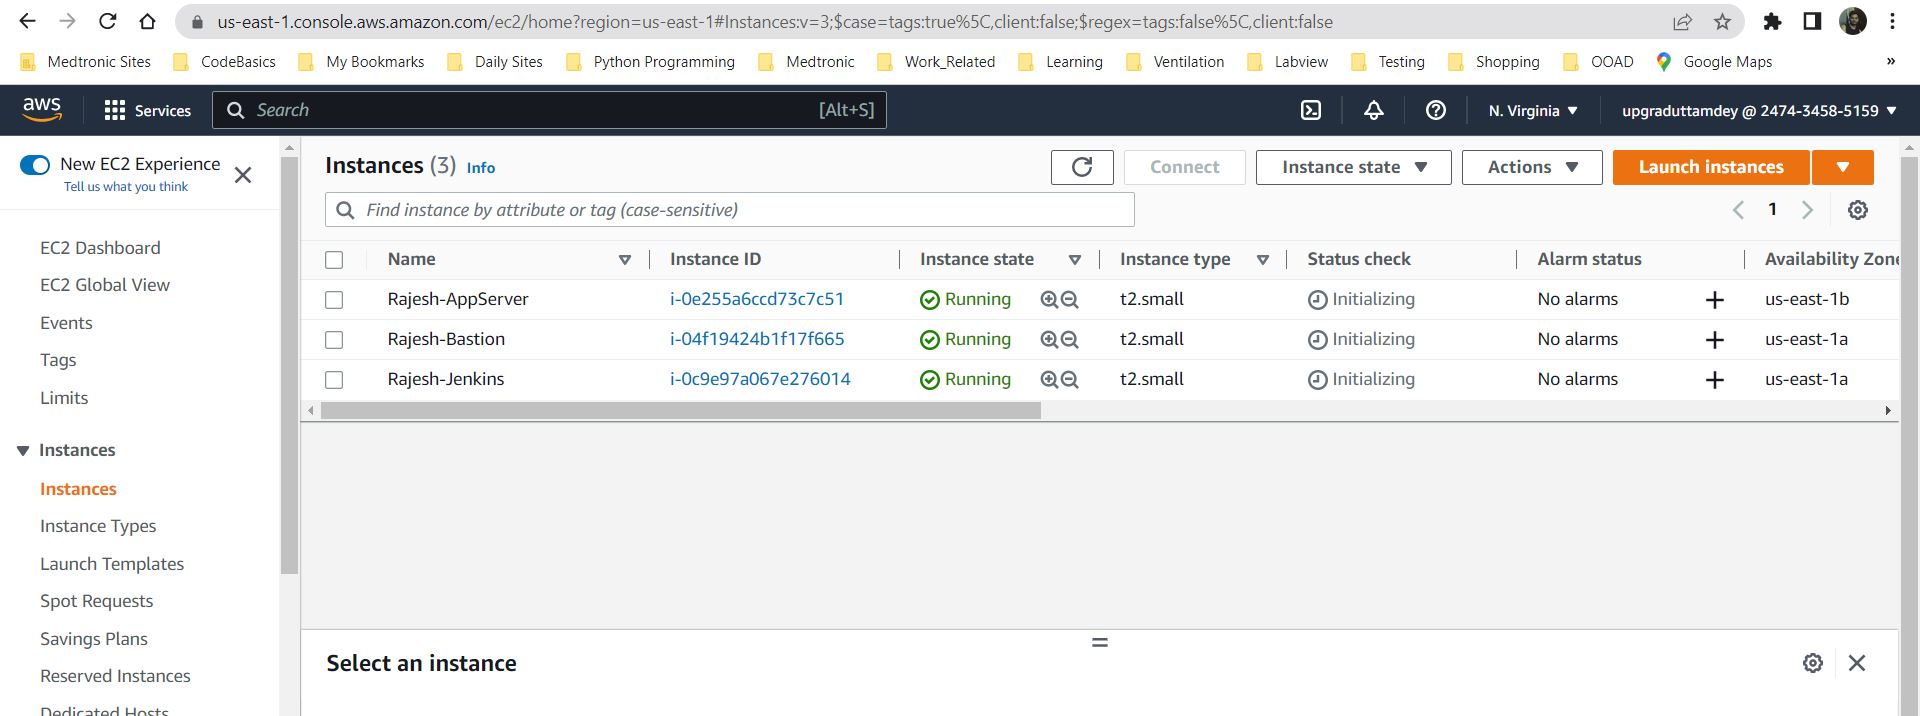 us-east-1.console.aws.amazon.com/ec2/home?region=us-east-1#Instances:v=3;$case=tags:true%5C,client:false;$regex=tags:false%5C,client:false
Medtronic Sites CodeBasics My Bookmarks Daily Sites Python Programming Medtronic Work_Related Learning Ventilation Labview Testing Shopping OOAD Google Maps »
aws Services Search [Alt+S] N. Virginia upgraduttamdey @ 2474-3458-5159
New EC2 Experience
Tell us what you think
EC2 Dashboard
EC2 Global View
Events
Tags
Limits
Instances
Instances
Instance Types
Launch Templates
Spot Requests
Savings Plans
Reserved Instances
Dedicated Hosts
Instances (3) Info Connect Instance state Actions Launch instances
Find instance by attribute or tag (case-sensitive) 1
Name Instance ID Instance state Instance type Status check Alarm status Availability Zone
Rajesh-AppServer i-0e255a6ccd73c7c51 Running t2.small Initializing No alarms us-east-1b
Rajesh-Bastion i-04f19424b1f17f665 Running t2.small Initializing No alarms us-east-1a
Rajesh-Jenkins i-0c9e97a067e276014 Running t2.small Initializing No alarms us-east-1a
Select an instance